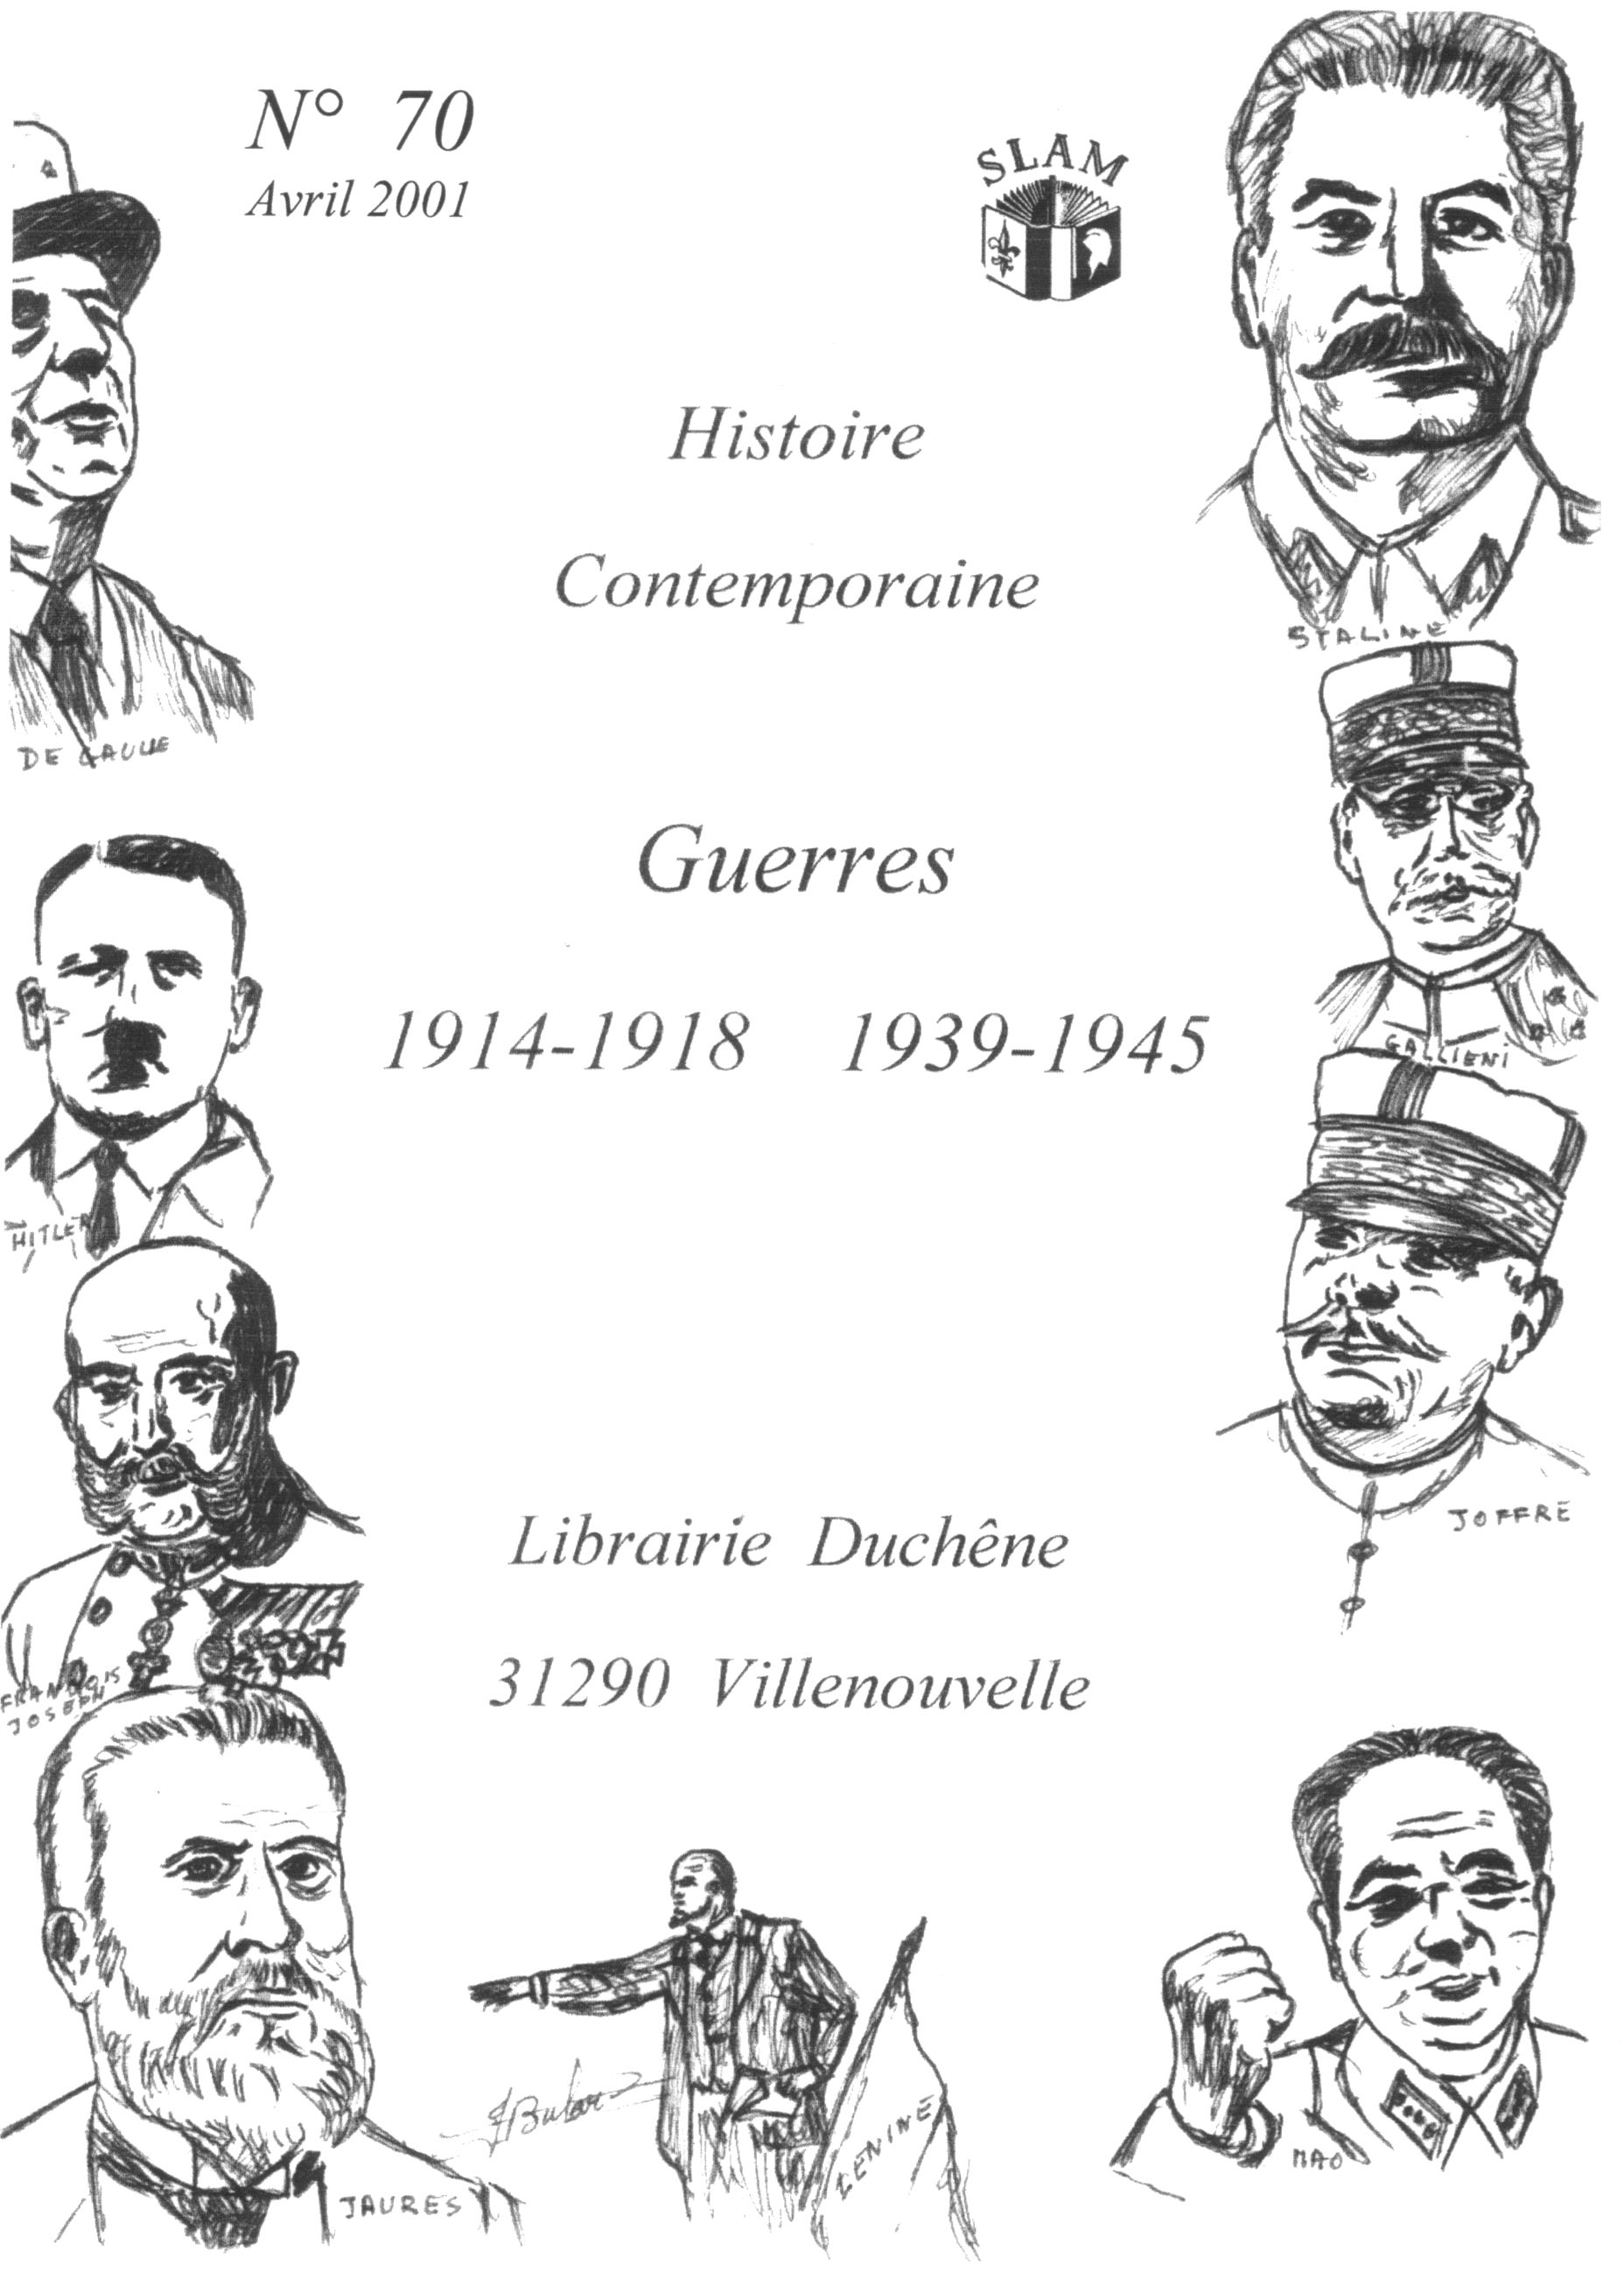 N° 70
Avril 2001
SLAM
Histoire
Contemporaine
STALINE
DE GAULLE
Guerres
1914-1918 1939-1945
GALLIENI
HITLER
Librairie Duchêne
JOFFRE
31290 Villenouvelle
FRANÇOIS
JOSEPH
LENINE
MAO
JAURES